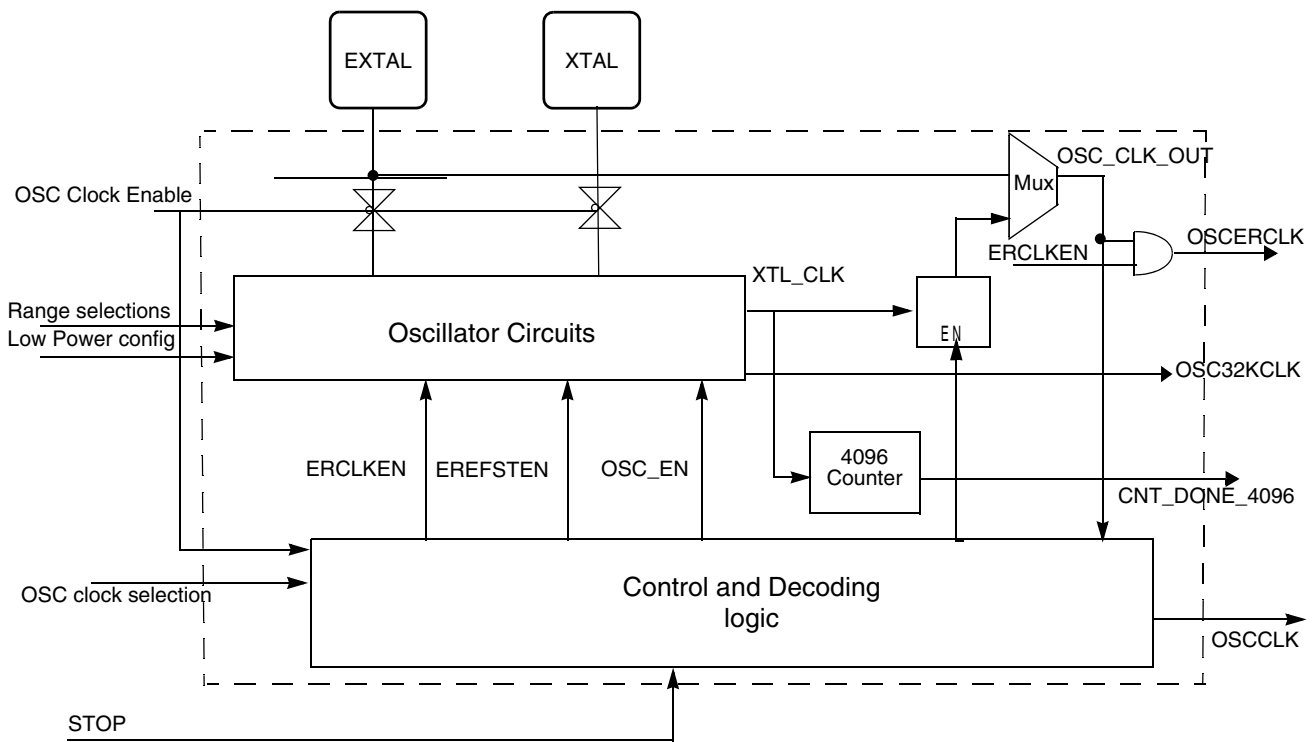 EXTAL
XTAL
OSC_CLK_OUT
Mux
OSC Clock Enable
ERCLKEN
OSCERCLK
XTL_CLK
Range selections
Low Power config
Oscillator Circuits
EN
OSC32KCLK
ERCLKEN
EREFSTEN
OSC_EN
4096
Counter
CNT_DONE_4096
OSC clock selection
Control and Decoding
logic
OSCCLK
STOP